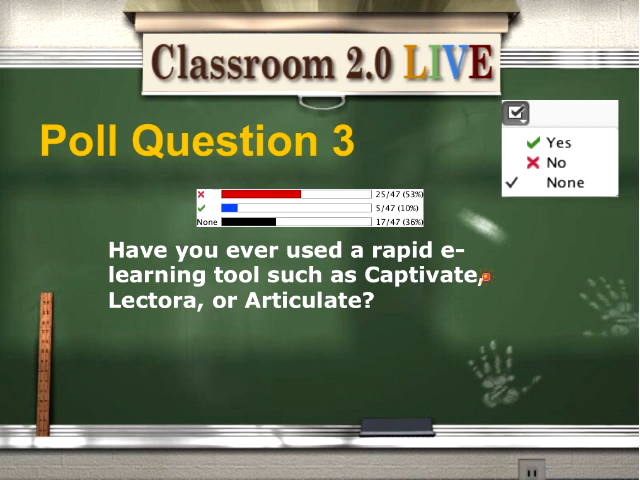 Classroom 2.0 LIVE
Poll Question 3
Yes
No
None
25/47 (53%)
5/47 (10%)
None 17/47 (36%)
Have you ever used a rapid e-
learning tool such as Captivate,
Lectora, or Articulate?